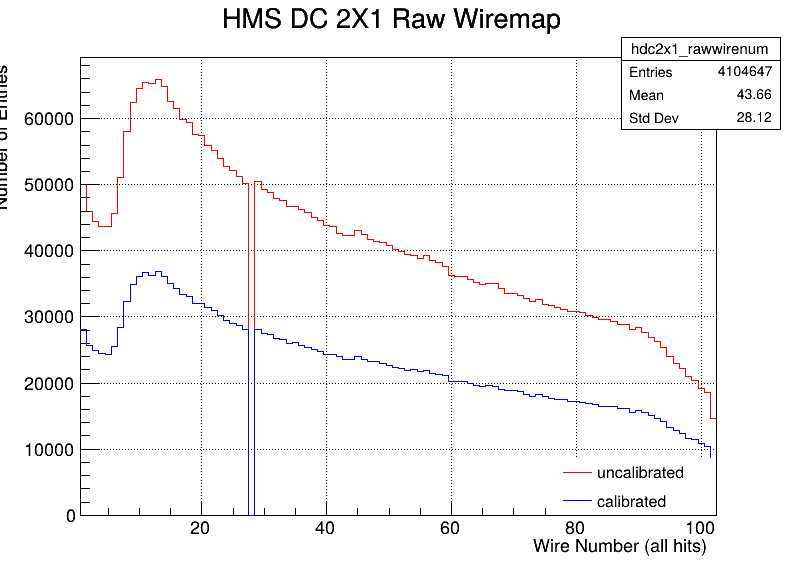 HMS DC 2X1 Raw Wiremap
hdc2x1_rawwirenum
Entries 4104647
Mean 43.66
Std Dev 28.12
Number of Entries
60000
50000
40000
30000
20000
10000
0
uncalibrated
calibrated
20 40 60 80 100
Wire Number (all hits)